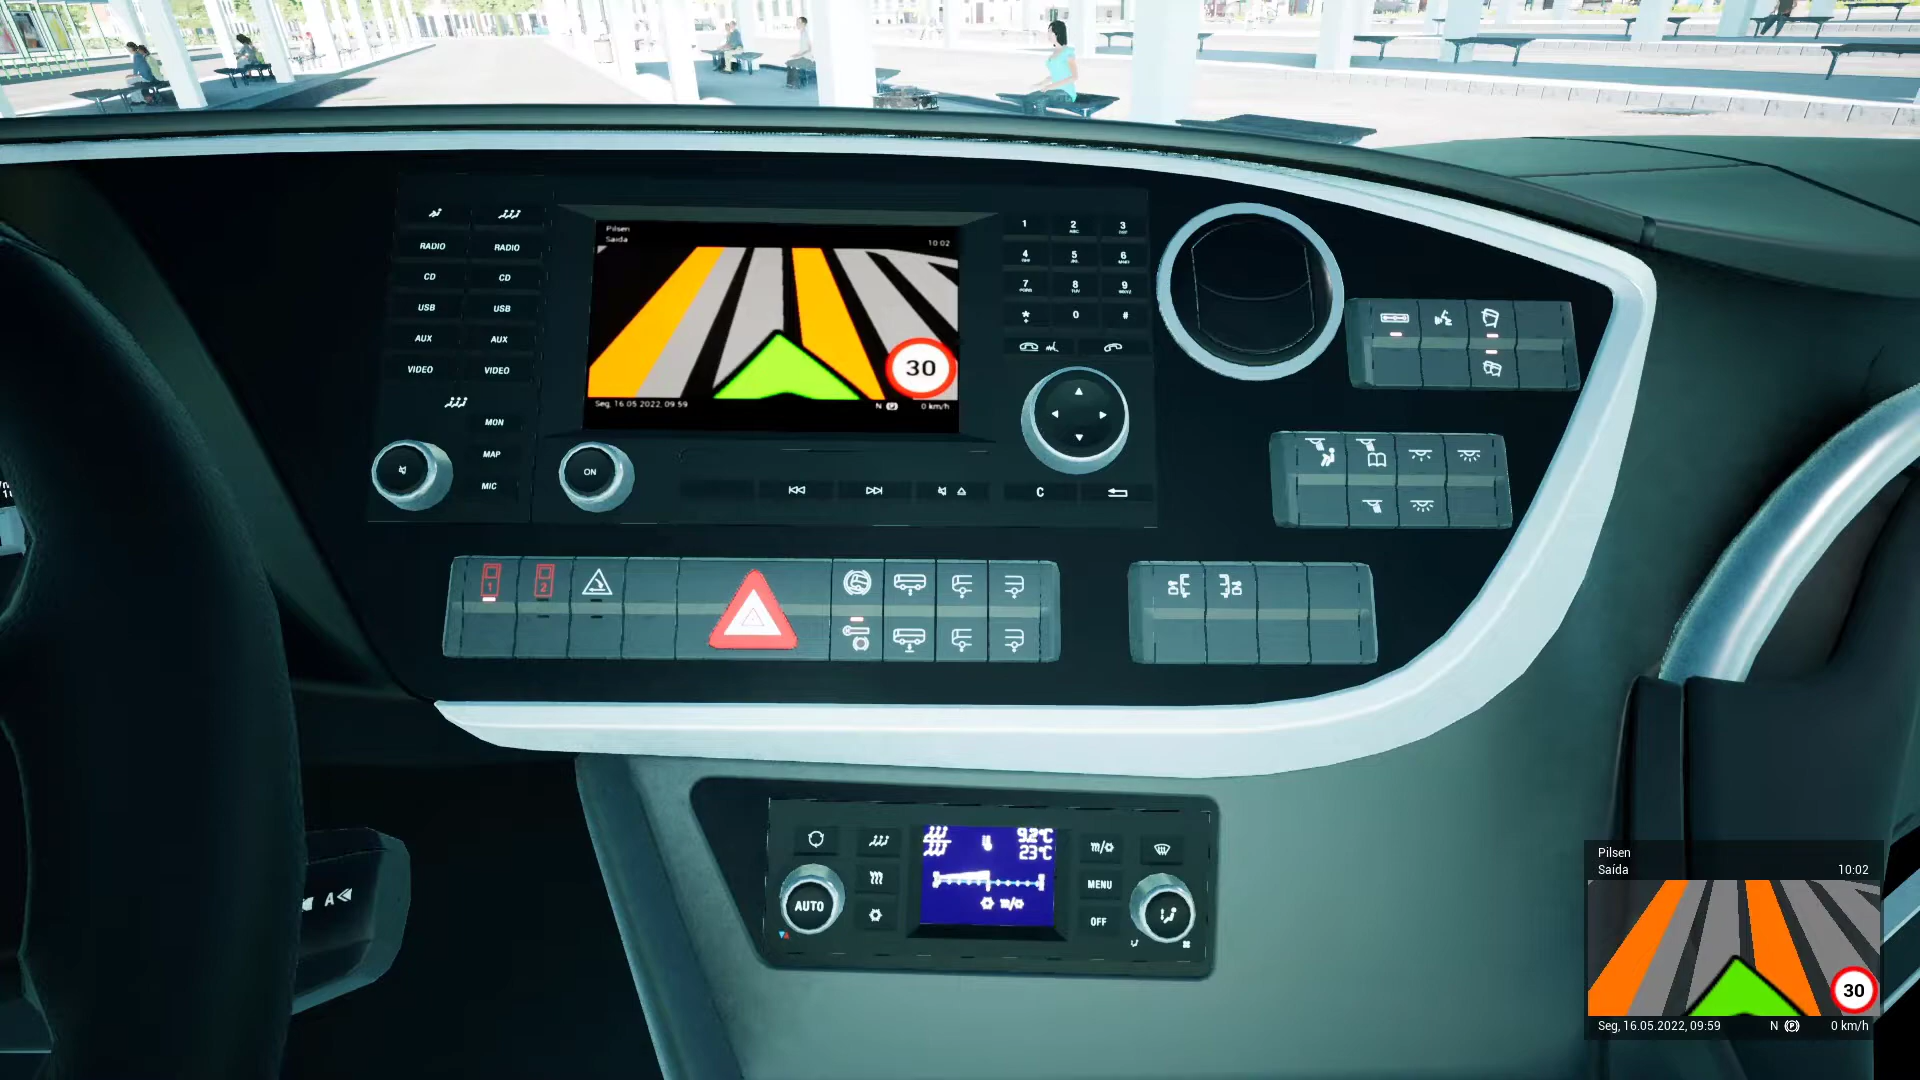 Pilsen
Saída
10:02
30
Seg, 16.05.2022, 09:59
N
P
0 km/h
RADIO
RADIO
CD
CD
USB
USB
AUX
AUX
VIDEO
VIDEO
MON
MAP
MIC
ON
1
2
ABC
3
DEF
4
5
6
7
8
9
*
0
#
C
1
2
9.2°C
23°C
AUTO
MENU
OFF
A
Pilsen
Saída
10:02
30
Seg, 16.05.2022, 09:59
N (P)
0 km/h